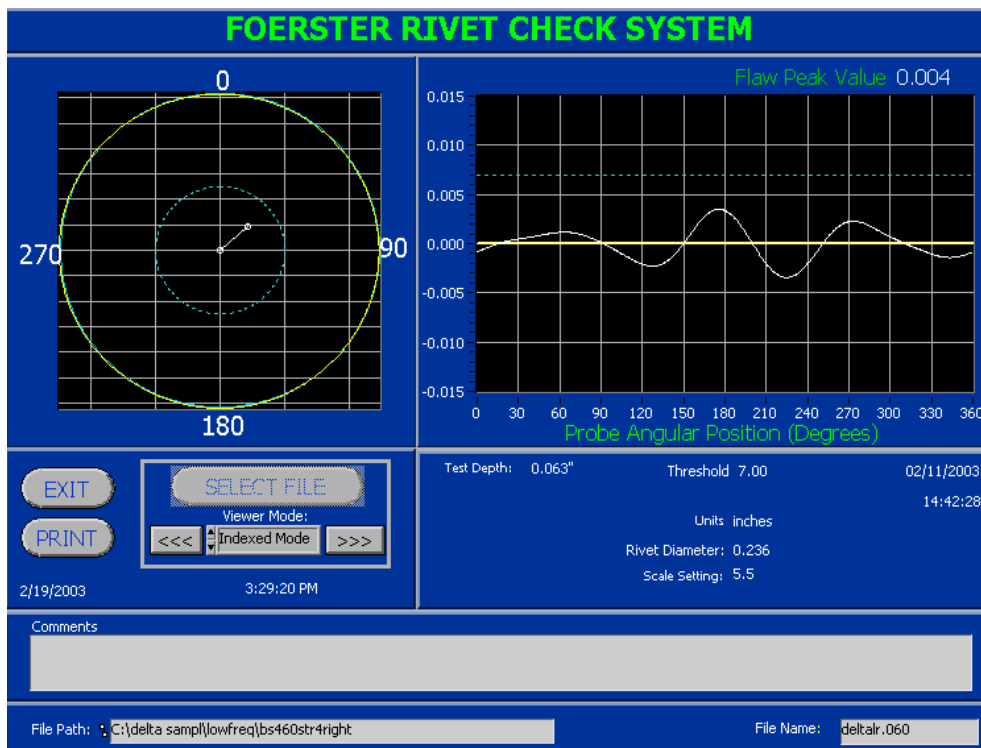 FOERSTER RIVET CHECK SYSTEM
0
270
90
180
Flaw Peak Value 0.004
0.015
0.010
0.005
0.000
-0.005
-0.010
-0.015
0 30 60 90 120 150 180 210 240 270 300 330 360
Probe Angular Position (Degrees)
EXIT
PRINT
SELECT FILE
Viewer Mode:
<<< Indexed Mode >>>
2/19/2003 3:29:20 PM
Test Depth: 0.063" Threshold 7.00 02/11/2003
14:42:28
Units inches
Rivet Diameter: 0.236
Scale Setting: 5.5
Comments
File Path: C:\delta sampl\lowfreq\bs460str4right
File Name: deltalr.060